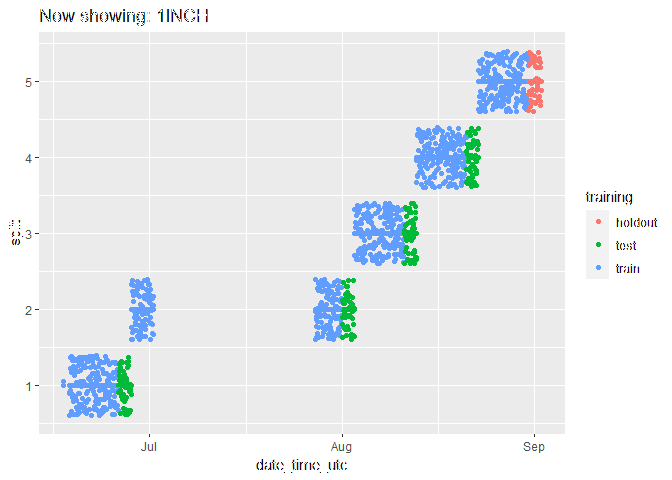 Now showing: 1INCH
5
4
split
3
2
1
Jul
Aug
Sep
date_time_utc
training
holdout
test
train